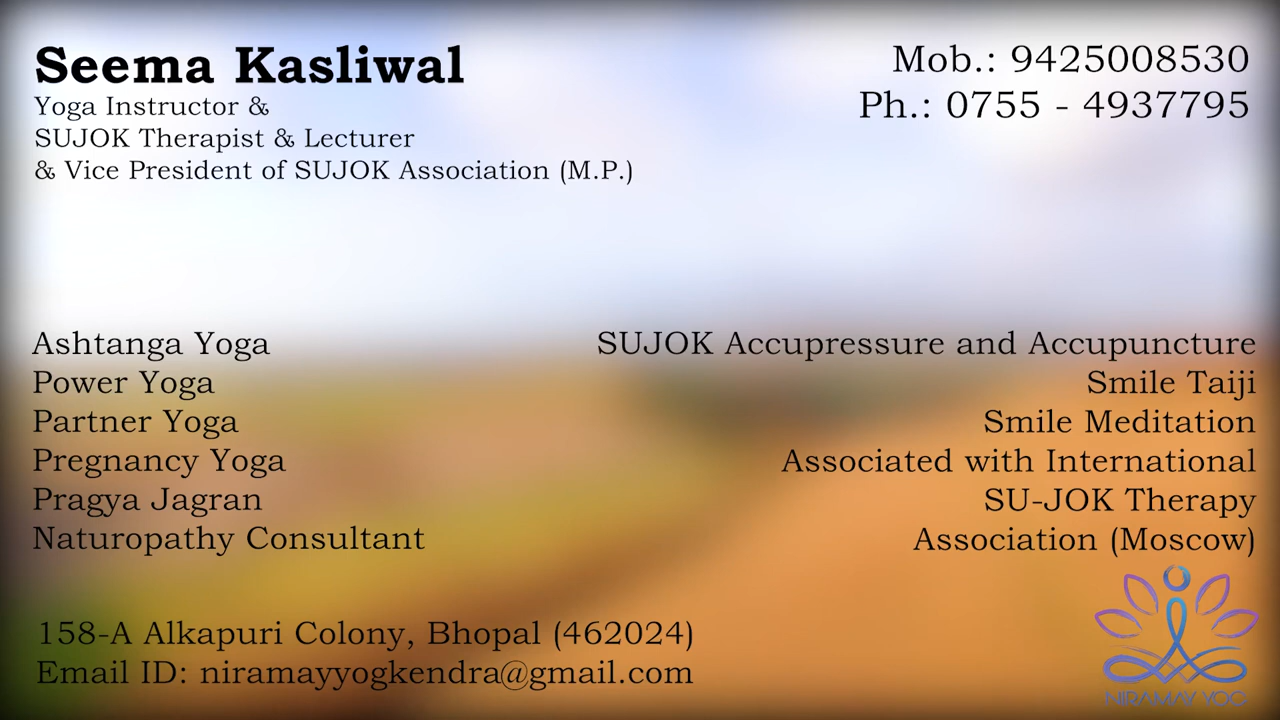 Seema Kasliwal
Yoga Instructor &
SUJOK Therapist & Lecturer
& Vice President of SUJOK Association (M.P.)
Mob.: 9425008530
Ph.: 0755 - 4937795
Ashtanga Yoga
Power Yoga
Partner Yoga
Pregnancy Yoga
Pragya Jagran
Naturopathy Consultant
SUJOK Accupressure and Accupuncture
Smile Taiji
Smile Meditation
Associated with International
SU-JOK Therapy
Association (Moscow)
158-A Alkapuri Colony, Bhopal (462024)
Email ID: niramayyogkendra@gmail.com
NIRAMAY YOG